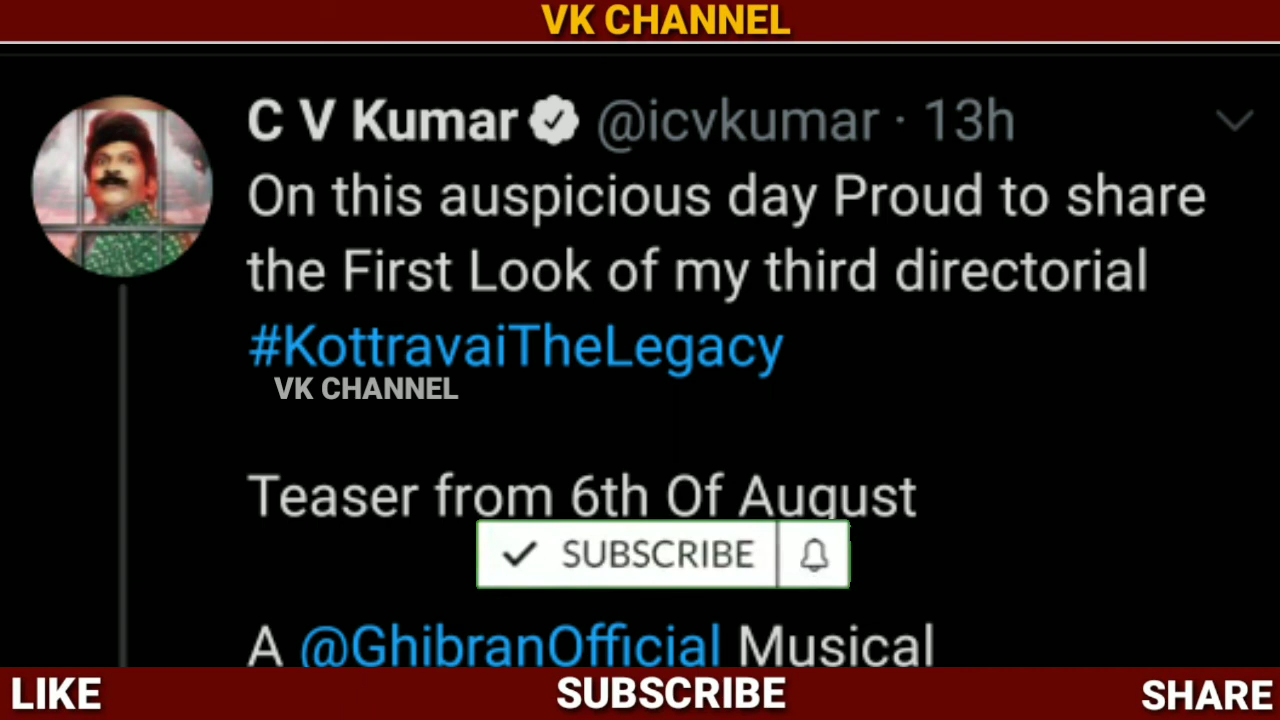 VK CHANNEL
C V Kumar @icvkumar · 13h
On this auspicious day Proud to share
the First Look of my third directorial
#KottravaiTheLegacy
VK CHANNEL
Teaser from 6th Of August
SUBSCRIBE
A @GhibranOfficial Musical
LIKE SUBSCRIBE SHARE